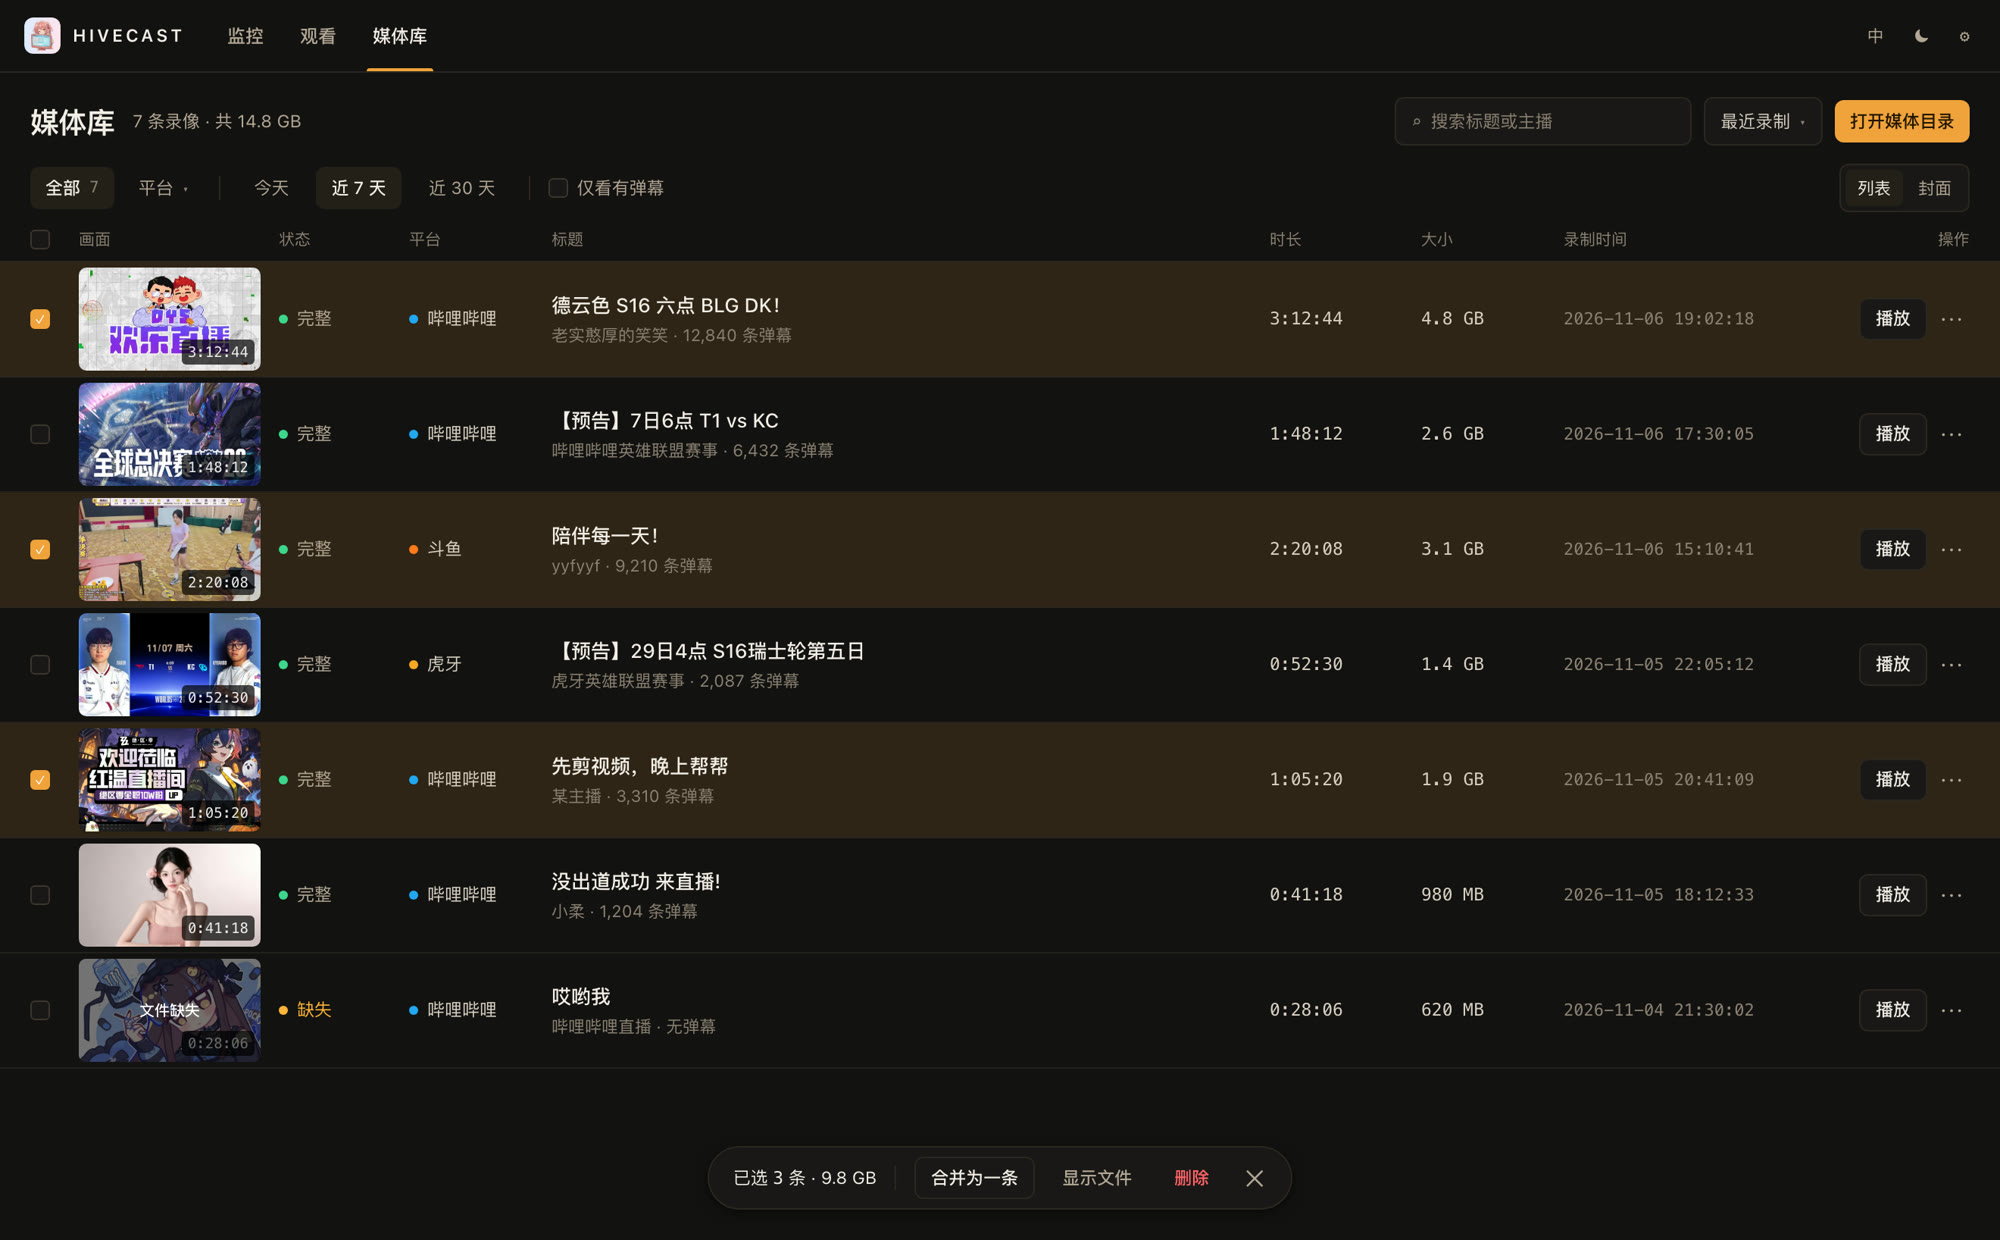 HIVECAST 监控 观看 媒体库 中
媒体库 7 条录像 · 共 14.8 GB 搜索标题或主播 最近录制 打开媒体目录
全部 7 平台 今天 近 7 天 近 30 天 仅看有弹幕 列表 封面
画面 状态 平台 标题 时长 大小 录制时间 操作
DYS
欢乐直播
3:12:44
完整 哔哩哔哩
德云色 S16 六点 BLG DK!
老实憨厚的笑笑 · 12,840 条弹幕
3:12:44 4.8 GB 2026-11-06 19:02:18 播放 ···
全球总决赛
1:48:12
完整 哔哩哔哩
【预告】7日6点 T1 vs KC
哔哩哔哩英雄联盟赛事 · 6,432 条弹幕
1:48:12 2.6 GB 2026-11-06 17:30:05 播放 ···
2:20:08
完整 斗鱼
陪伴每一天!
yyfyyf · 9,210 条弹幕
2:20:08 3.1 GB 2026-11-06 15:10:41 播放 ···
11/07 周六
T1 KC
WORLDS
0:52:30
完整 虎牙
【预告】29日4点 S16瑞士轮第五日
虎牙英雄联盟赛事 · 2,087 条弹幕
0:52:30 1.4 GB 2026-11-05 22:05:12 播放 ···
欢迎莅临
红温直播间
UP
1:05:20
完整 哔哩哔哩
先剪视频，晚上帮帮
某主播 · 3,310 条弹幕
1:05:20 1.9 GB 2026-11-05 20:41:09 播放 ···
0:41:18
完整 哔哩哔哩
没出道成功 来直播!
小柔 · 1,204 条弹幕
0:41:18 980 MB 2026-11-05 18:12:33 播放 ···
文件缺失
0:28:06
缺失 哔哩哔哩
哎哟我
哔哩哔哩直播 · 无弹幕
0:28:06 620 MB 2026-11-04 21:30:02 播放 ···
已选 3 条 · 9.8 GB 合并为一条 显示文件 删除